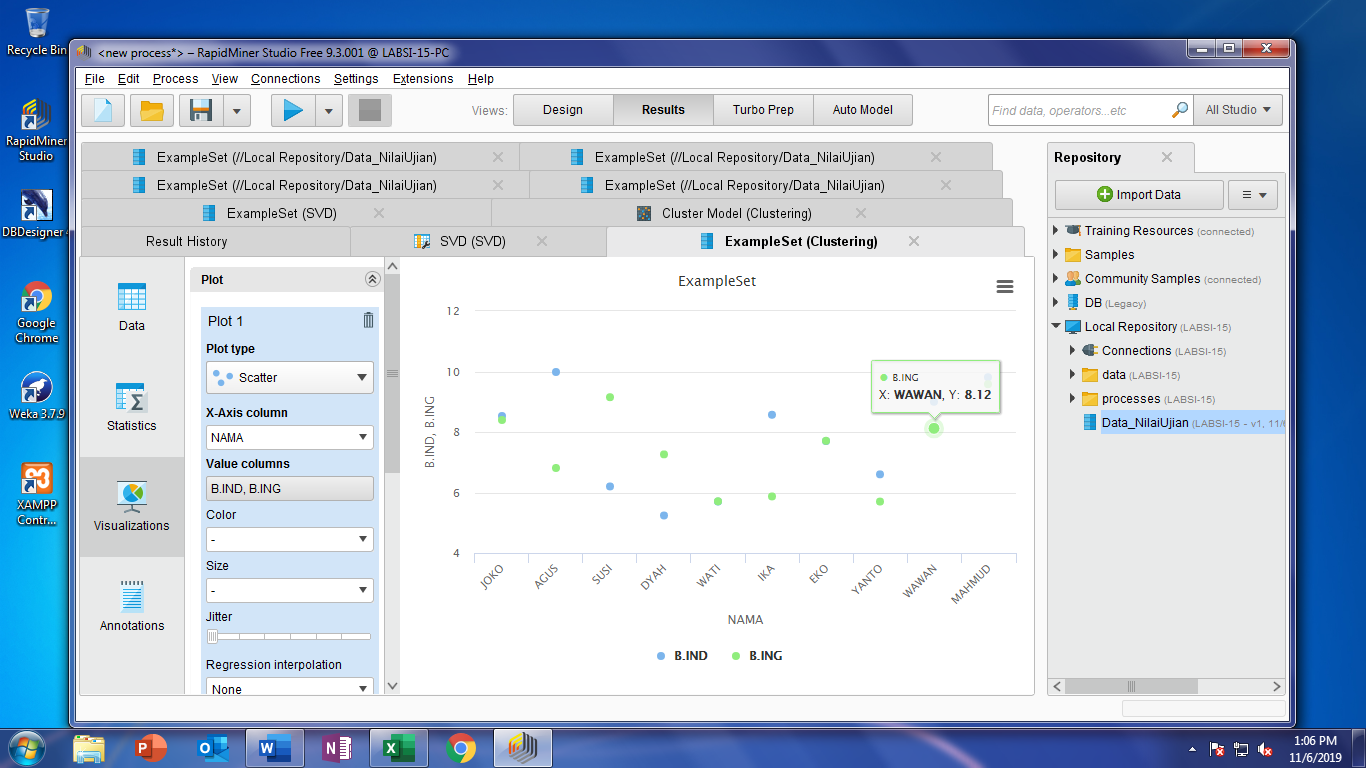 Recycle Bin
RapidMiner
Studio
DBDesigner 4
Google
Chrome
Weka 3.7.9
XAMPP
Contr...
<new process*> – RapidMiner Studio Free 9.3.001 @ LABSI-15-PC
File Edit Process View Connections Settings Extensions Help
Views: Design Results Turbo Prep Auto Model
Find data, operators...etc All Studio
ExampleSet (//Local Repository/Data_NilaiUjian) ExampleSet (//Local Repository/Data_NilaiUjian)
ExampleSet (//Local Repository/Data_NilaiUjian) ExampleSet (//Local Repository/Data_NilaiUjian)
ExampleSet (SVD) Cluster Model (Clustering)
Result History SVD (SVD) ExampleSet (Clustering)
Data
Statistics
Visualizations
Annotations
Plot
Plot 1
Plot type
Scatter
X-Axis column
NAMA
Value columns
B.IND, B.ING
Color
-
Size
-
Jitter
Regression interpolation
None
ExampleSet
12
10
8
6
4
B.IND, B.ING
B.ING
X: WAWAN, Y: 8.12
JOKO AGUS SUSI DYAH WATI IKA EKO YANTO WAWAN MAHMUD
NAMA
B.IND B.ING
Repository
Import Data
Training Resources (connected)
Samples
Community Samples (connected)
DB (Legacy)
Local Repository (LABSI-15)
Connections (LABSI-15)
data (LABSI-15)
processes (LABSI-15)
Data_NilaiUjian (LABSI-15 - v1, 11/6
1:06 PM
11/6/2019